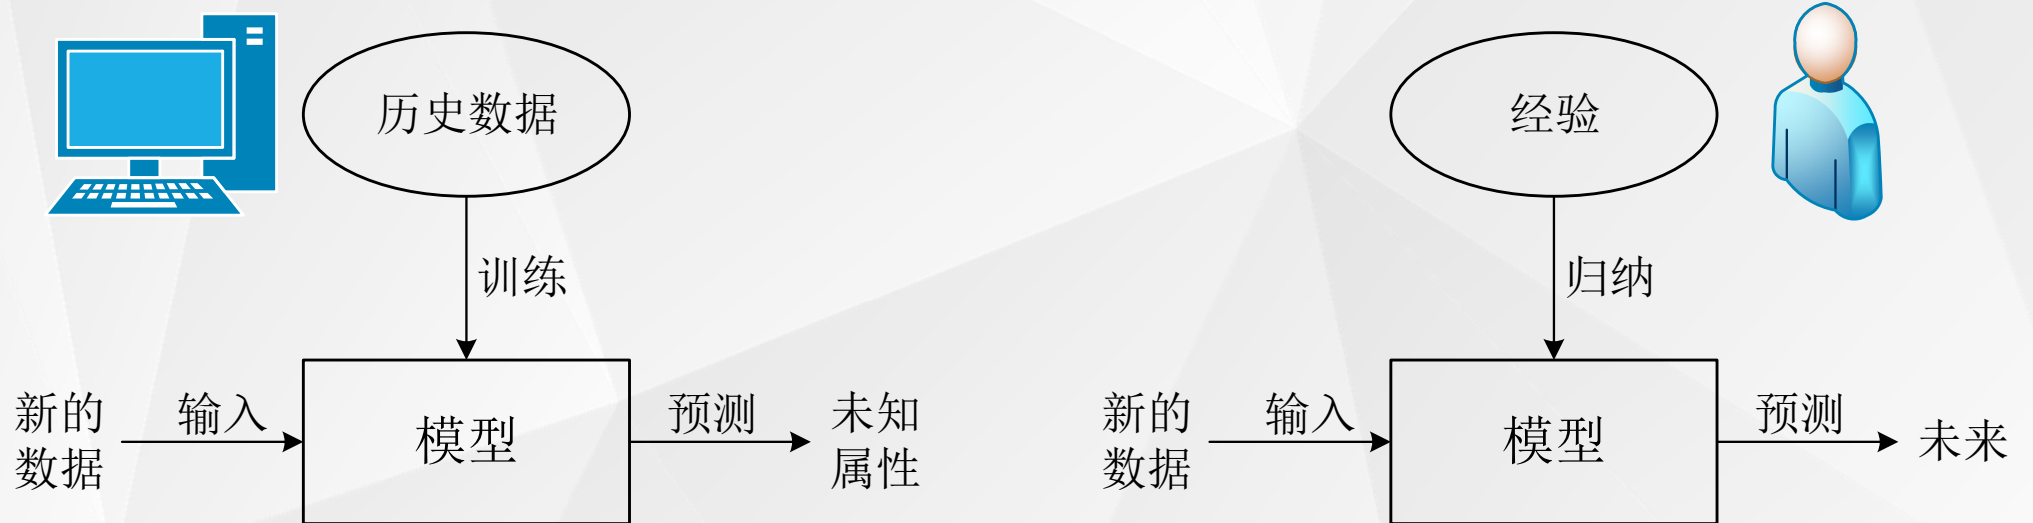 历史数据
训练
新的
数据
输入
模型
预测
未知
属性
经验
归纳
新的
数据
输入
模型
预测
未来